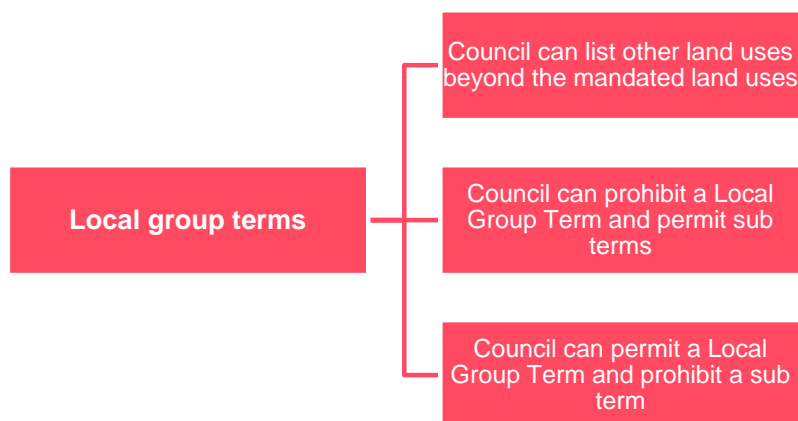 Council can list other land uses
beyond the mandated land uses
Local group terms
Council can prohibit a Local
Group Term and permit sub
terms
Council can permit a Local
Group Term and prohibit a sub
term